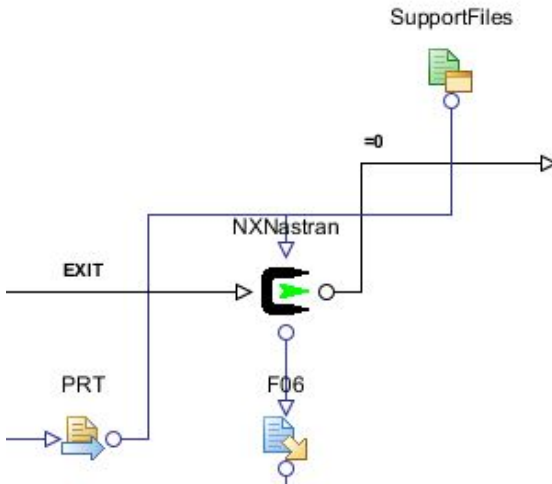 SupportFiles
=0
NXNastran
EXIT
PRT
F06